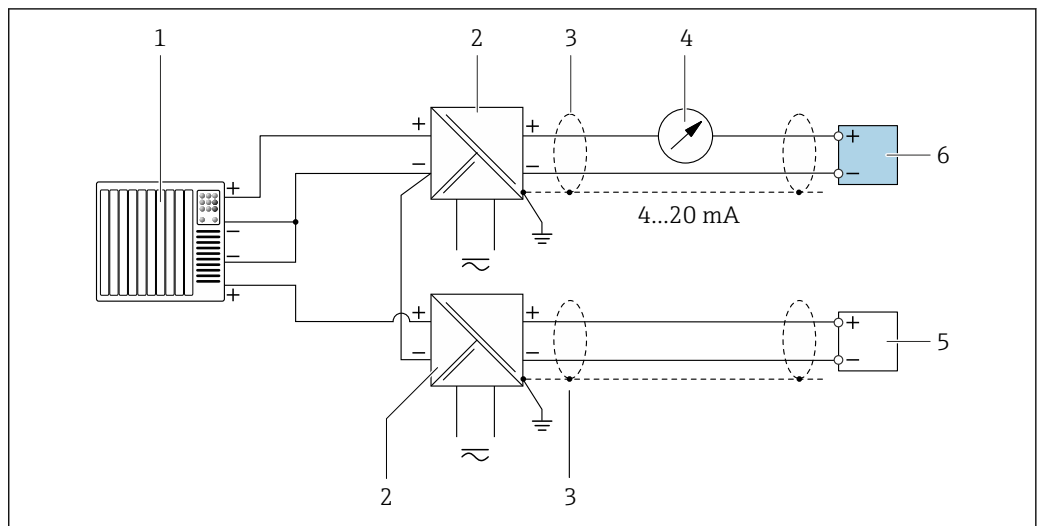 1 2 3 4
+ +
− −
+ + 6
− −
− 4...20 mA
+
+ + + 5
− − −
2 3